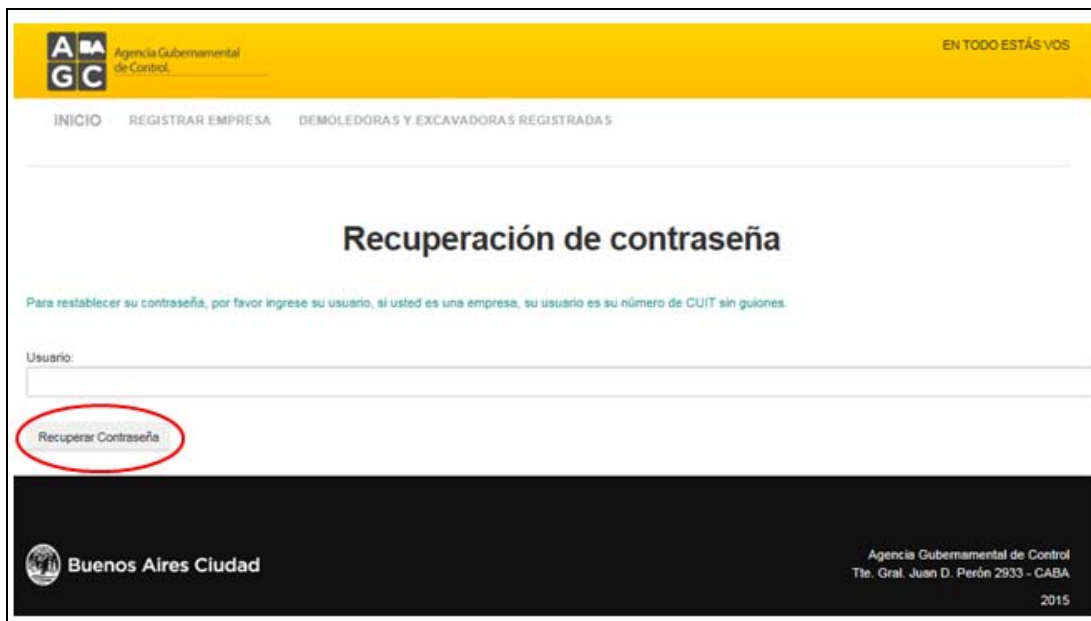 A BA
G C
Agencia Gubernamental
de Control.
EN TODO ESTÁS VOS
INICIO REGISTRAR EMPRESA DEMOLEDORAS Y EXCAVADORAS REGISTRADAS
Recuperación de contraseña
Para restablecer su contraseña, por favor ingrese su usuario, si usted es una empresa, su usuario es su número de CUIT sin guiones.
Usuario:
Recuperar Contraseña
Buenos Aires Ciudad
Agencia Gubernamental de Control
Tte. Gral. Juan D. Perón 2933 - CABA
2015